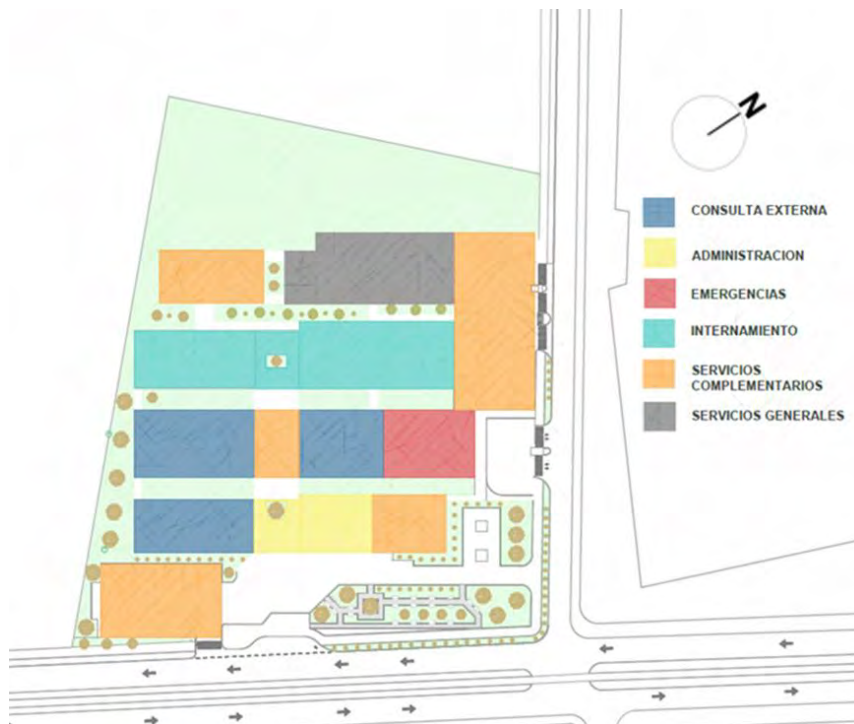 N
CONSULTA EXTERNA
ADMINISTRACION
EMERGENCIAS
INTERNAMIENTO
SERVICIOS
COMPLEMENTARIOS
SERVICIOS GENERALES